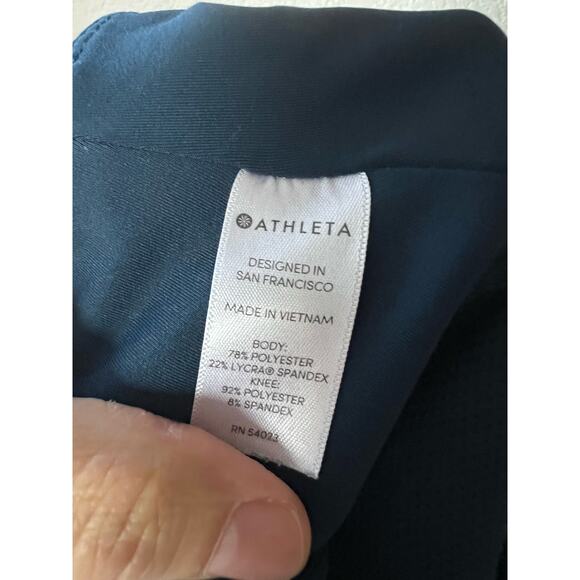 ATHLETA
DESIGNED IN
SAN FRANCISCO
MADE IN VIETNAM
BODY:
78% POLYESTER
22% LYCRA® SPANDEX
KNEE:
92% POLYESTER
8% SPANDEX
RN 54023